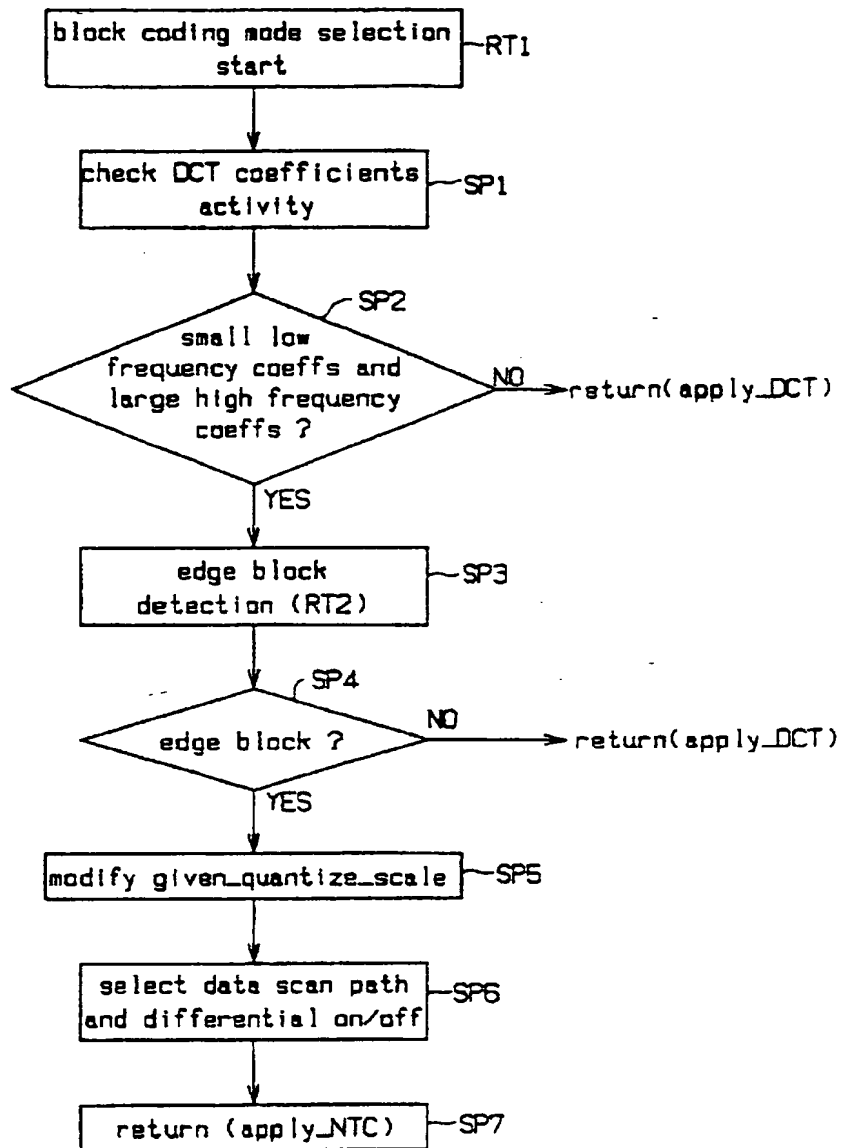 block coding mode selection
start
RT1
check DCT coefficients
activity
SP1
SP2
small low
frequency coeffs and
large high frequency
coeffs ?
NO
return(apply_DCT)
YES
edge block
detection (RT2)
SP3
SP4
edge block ?
NO
return(apply_DCT)
YES
modify given_quantize_scale
SP5
select data scan path
and differential on/off
SP6
return (apply_NTC)
SP7